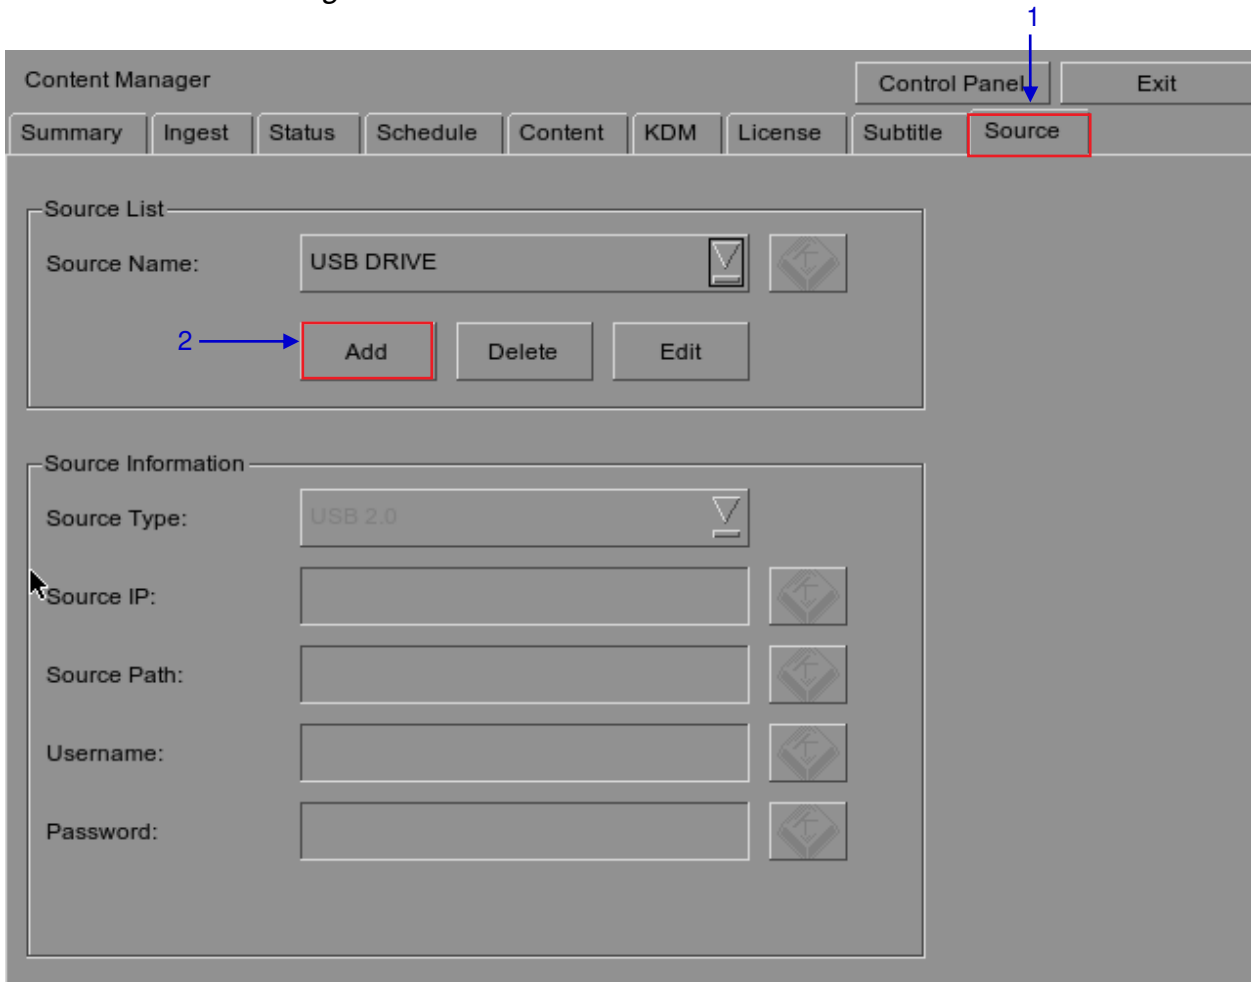 1
Content Manager Control Panel Exit
Summary Ingest Status Schedule Content KDM License Subtitle Source
Source List
Source Name: USB DRIVE
2 Add Delete Edit
Source Information
Source Type: USB 2.0
Source IP:
Source Path:
Username:
Password: